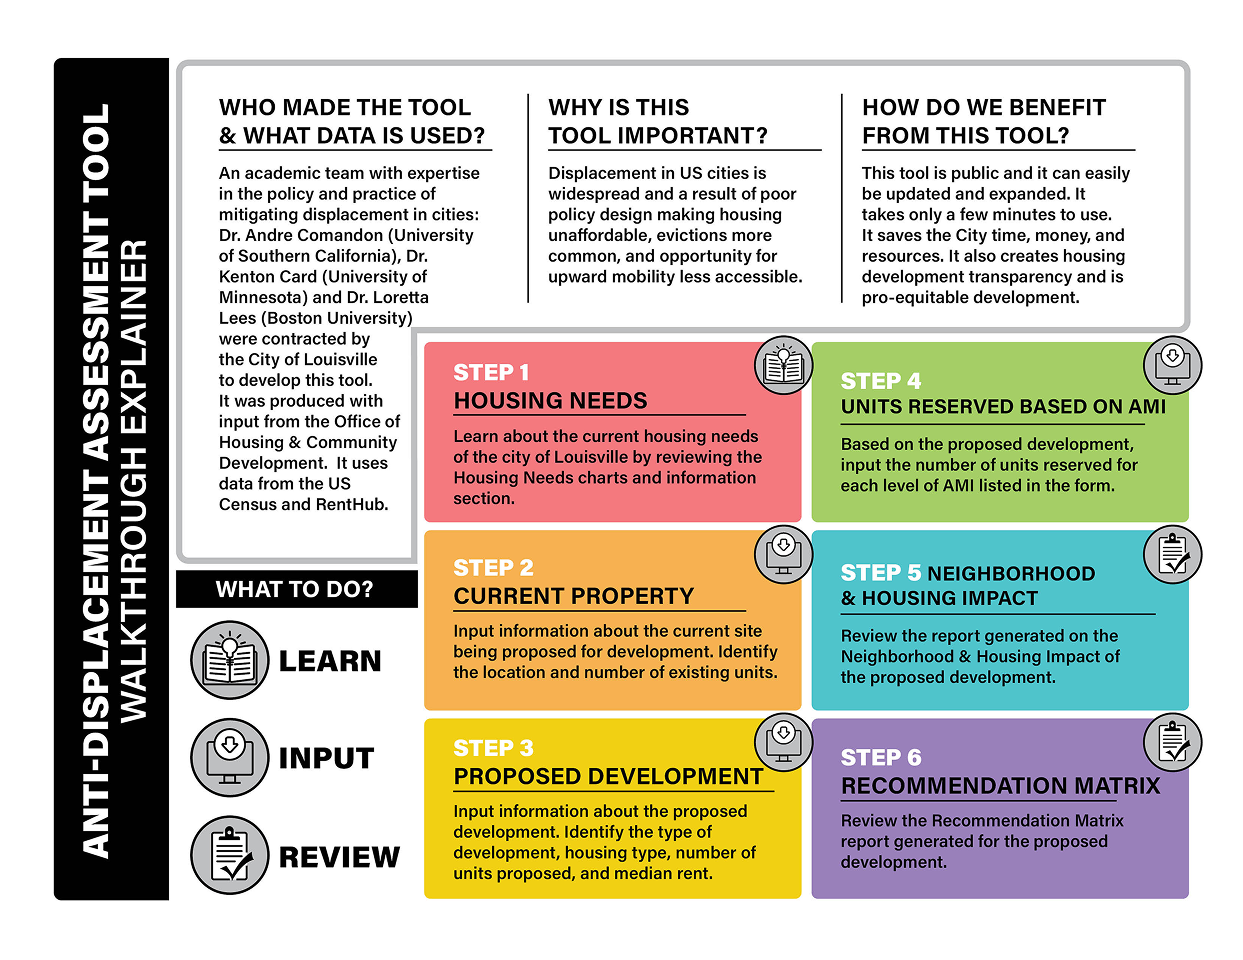 ANTI-DISPLACEMENT ASSESSMENT TOOL
WALKTHROUGH EXPLAINER
WHO MADE THE TOOL
& WHAT DATA IS USED?
An academic team with expertise
in the policy and practice of
mitigating displacement in cities:
Dr. Andre Comandon (University
of Southern California), Dr.
Kenton Card (University of
Minnesota) and Dr. Loretta
Lees (Boston University)
were contracted by
the City of Louisville
to develop this tool.
It was produced with
input from the Office of
Housing & Community
Development.  It uses
data from the US
Census and RentHub.
WHY IS THIS
TOOL IMPORTANT?
Displacement in US cities is
widespread and a result of poor
policy design making housing
unaffordable, evictions more
common, and opportunity for
upward mobility less accessible.
HOW DO WE BENEFIT
FROM THIS TOOL?
This tool is public and it can easily
be updated and expanded. It
takes only a few minutes to use.
It saves the City time, money, and
resources. It also creates housing
development transparency and is
pro-equitable development.
WHAT TO DO?
LEARN
INPUT
REVIEW
STEP 1
HOUSING NEEDS
Learn about the current housing needs
of the city of Louisville by reviewing the
Housing Needs charts and information
section.
STEP 2
CURRENT PROPERTY
Input information about the current site
being proposed for development. Identify
the location and number of existing units.
STEP 3
PROPOSED DEVELOPMENT
Input information about the proposed
development. Identify the type of
development, housing type, number of
units proposed, and median rent.
STEP 4
UNITS RESERVED BASED ON AMI
Based on the proposed development,
input the number of units reserved for
each level of AMI listed in the form.
STEP 5 NEIGHBORHOOD
& HOUSING IMPACT
Review the report generated on the
Neighborhood & Housing Impact of
the proposed development.
STEP 6
RECOMMENDATION MATRIX
Review the Recommendation Matrix
report generated for the proposed
development.